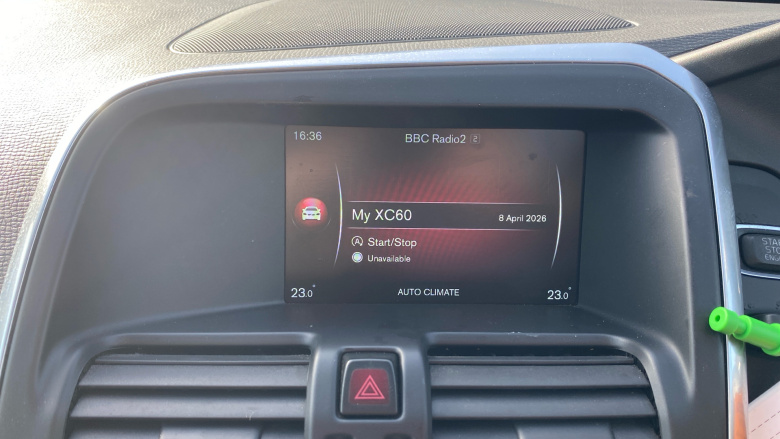 16:36
BBC Radio2 2
My XC60
8 April 2026
A Start/Stop
Unavailable
23.0°
AUTO CLIMATE
23.0°